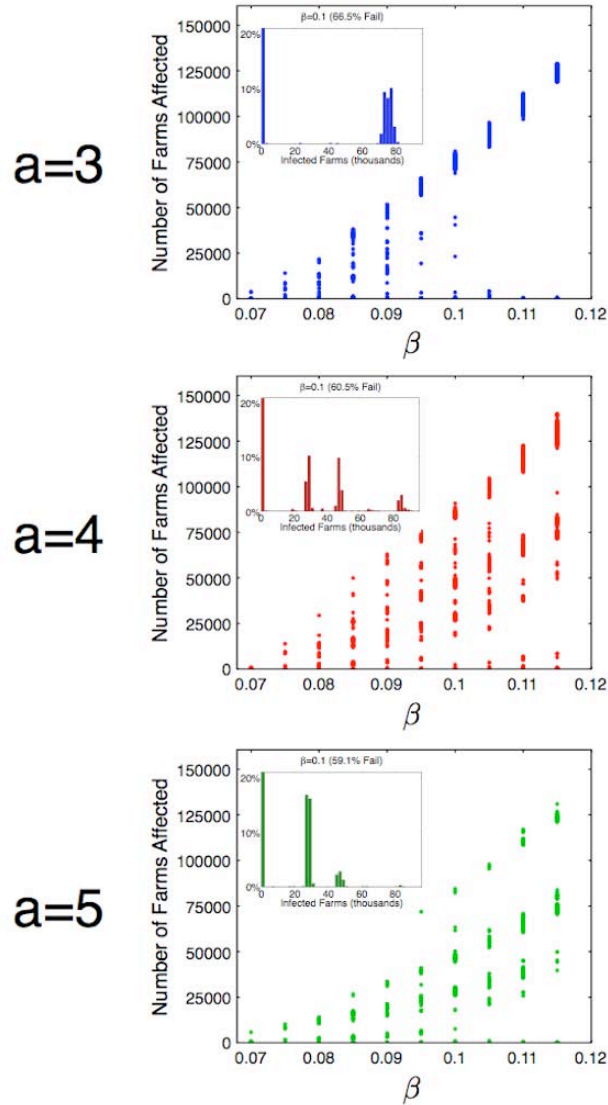 β=0.1 (66.5% Fail)
20%
10%
0%
0 20 40 60 80
Infected Farms (thousands)
150000
125000
100000
75000
50000
25000
0
Number of Farms Affected
a=3
0.07 0.08 0.09 0.1 0.11 0.12
β
β=0.1 (60.5% Fail)
20%
10%
0%
0 20 40 60 80
Infected Farms (thousands)
150000
125000
100000
75000
50000
25000
0
Number of Farms Affected
a=4
0.07 0.08 0.09 0.1 0.11 0.12
β
β=0.1 (59.1% Fail)
20%
10%
0%
0 20 40 60 80
Infected Farms (thousands)
150000
125000
100000
75000
50000
25000
0
Number of Farms Affected
a=5
0.07 0.08 0.09 0.1 0.11 0.12
β